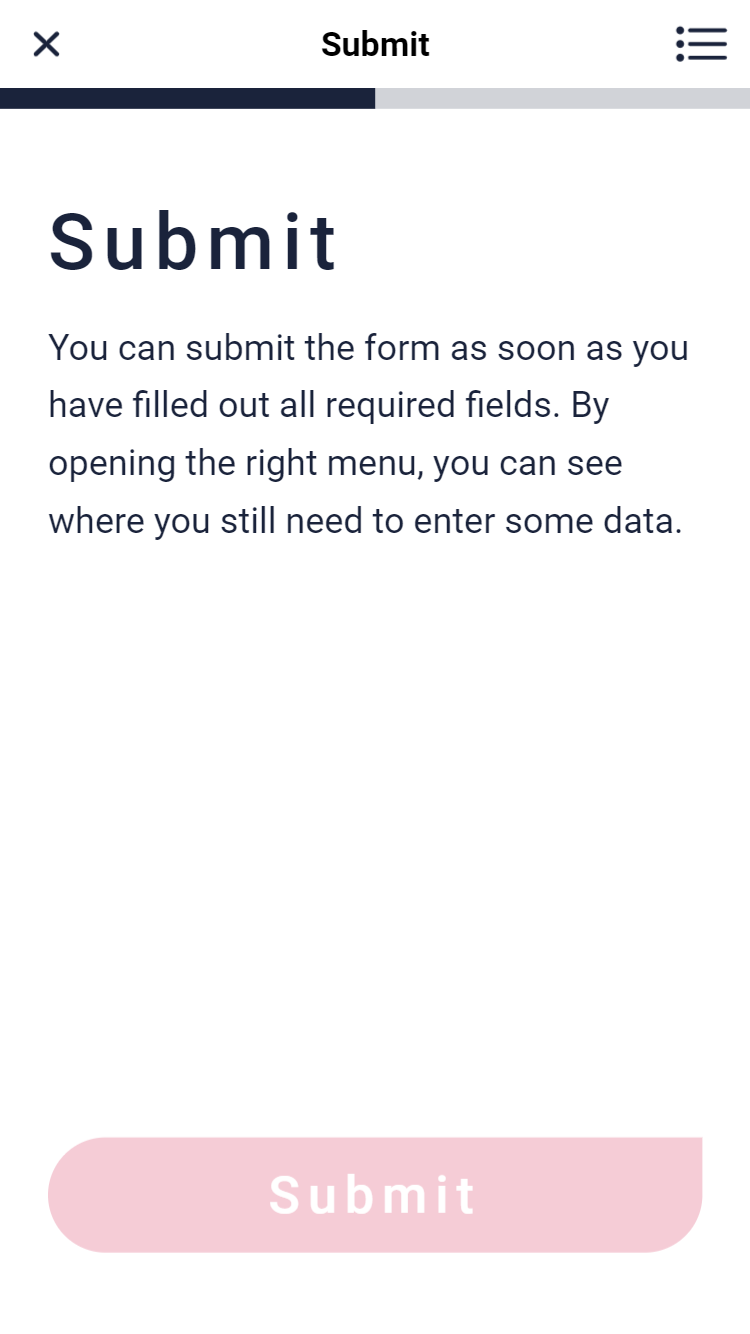 Submit
Submit
You can submit the form as soon as you
have filled out all required fields. By
opening the right menu, you can see
where you still need to enter some data.
Submit